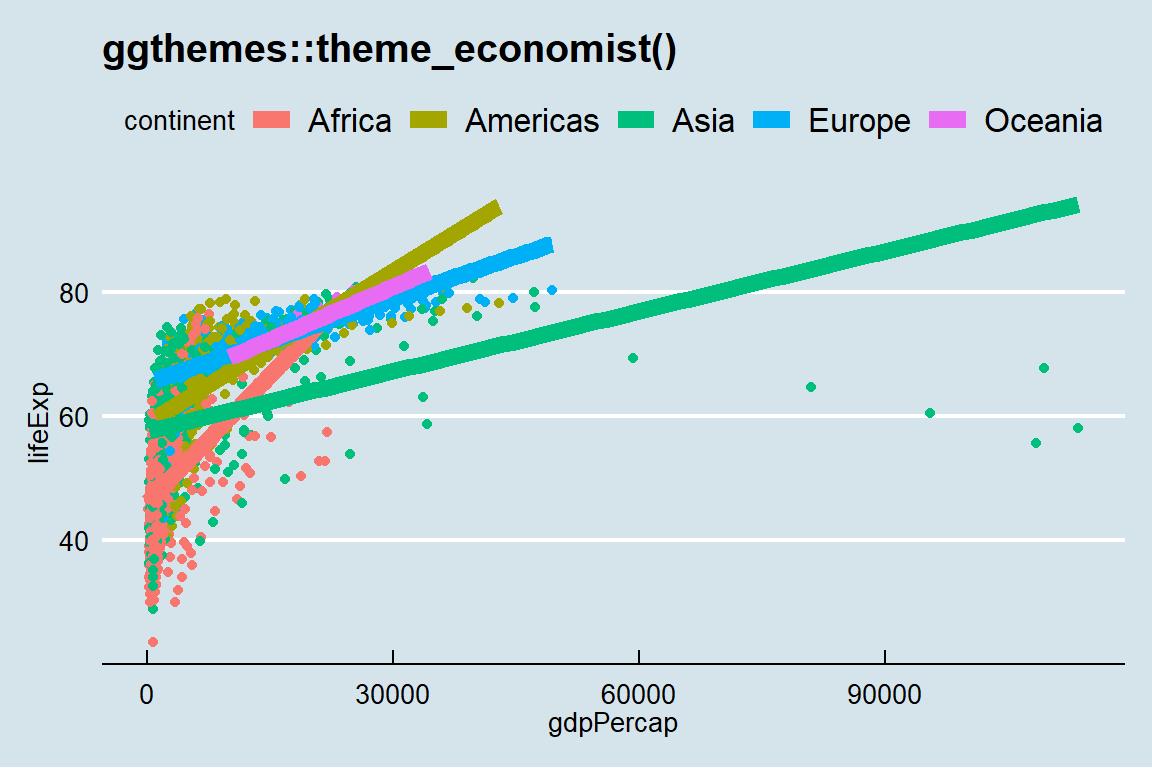 ggthemes::theme_economist()
continent Africa Americas Asia Europe Oceania
80
60
40
lifeExp
0 30000 60000 90000
gdpPercap